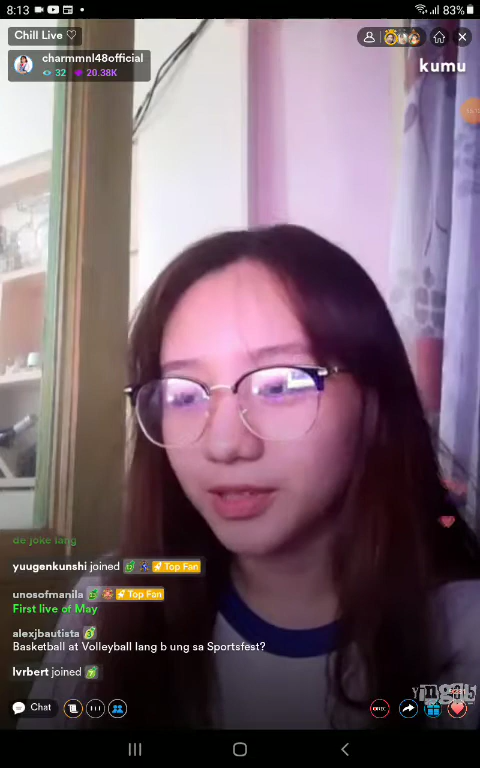 8:13
83%
Chill Live ♡
charmmnl48official
32 20.38K
kumu
de joke lang
yuugenkunshi joined Top Fan
unosofmanila Top Fan
First live of May
alexjbautista 3
Basketball at Volleyball lang b ung sa Sportsfest?
lvrbert joined
Chat